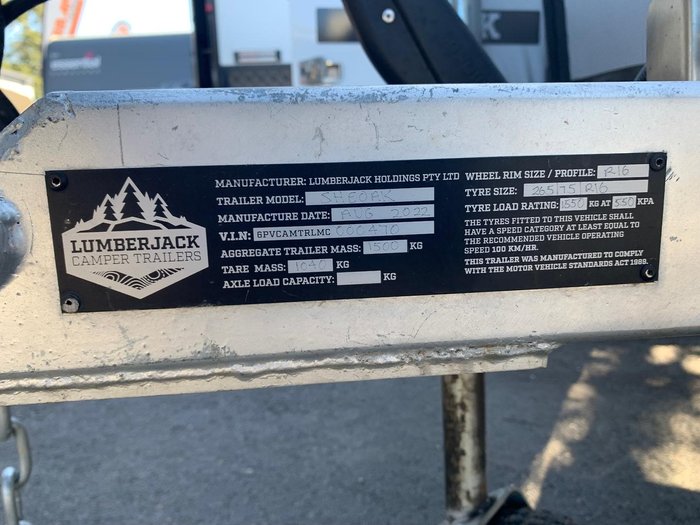 LUMBERJACK
CAMPER TRAILERS
MANUFACTURER: LUMBERJACK HOLDINGS PTY LTD
TRAILER MODEL: SHEOAK
MANUFACTURE DATE: AUG 2022
V.I.N: 6PVCAMTRLMC 000470
AGGREGATE TRAILER MASS: 1500 KG
TARE MASS: 1040 KG
AXLE LOAD CAPACITY: KG
WHEEL RIM SIZE / PROFILE: R16
TYRE SIZE: 265/75/R16
TYRE LOAD RATING: 1550 KG AT 550 KPA
THE TYRES FITTED TO THIS VEHICLE SHALL
HAVE A SPEED CATEGORY AT LEAST EQUAL TO
THE RECOMMENDED VEHICLE OPERATING
SPEED 100 KM/HR.
THIS TRAILER WAS MANUFACTURED TO COMPLY
WITH THE MOTOR VEHICLE STANDARDS ACT 1989.